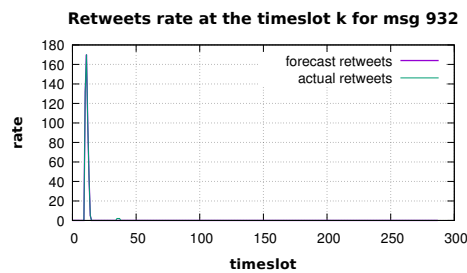 Retweets rate at the timeslot k for msg 932
180
160
140
120
100
80
60
40
20
0
rate
forecast retweets
actual retweets
0 50 100 150 200 250 300
timeslot